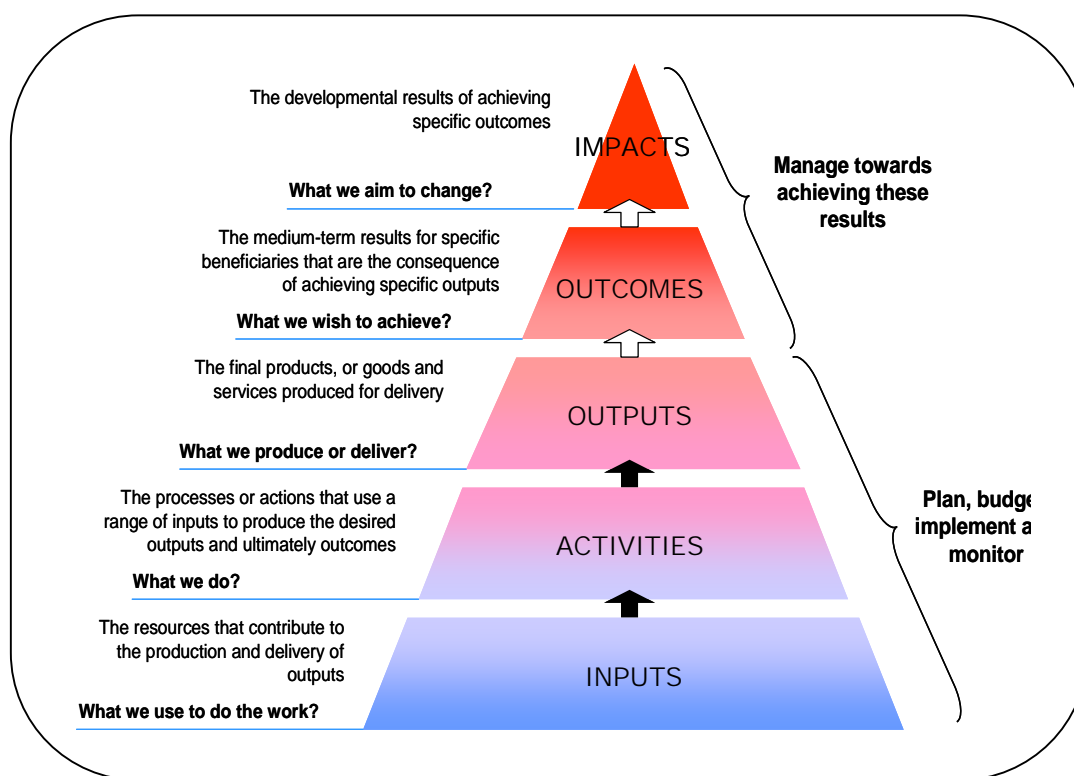 The developmental results of achieving
specific outcomes
IMPACTS
What we aim to change?
Manage towards
achieving these
results
The medium-term results for specific
beneficiaries that are the consequence
of achieving specific outputs
OUTCOMES
What we wish to achieve?
The final products, or goods and
services produced for delivery
OUTPUTS
What we produce or deliver?
The processes or actions that use a
range of inputs to produce the desired
outputs and ultimately outcomes
ACTIVITIES
What we do?
Plan, budge
implement a
monitor
The resources that contribute to
the production and delivery of
outputs
INPUTS
What we use to do the work?